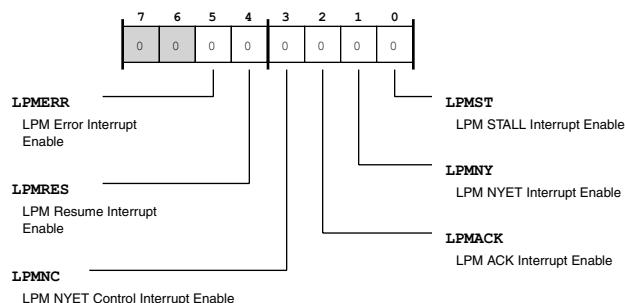 7 6 5 4 3 2 1 0
0 0 0 0 0 0 0 0
LPMERR
LPM Error Interrupt
Enable
LPMRES
LPM Resume Interrupt
Enable
LPMNC
LPM NYET Control Interrupt Enable
LPMST
LPM STALL Interrupt Enable
LPMNY
LPM NYET Interrupt Enable
LPMACK
LPM ACK Interrupt Enable